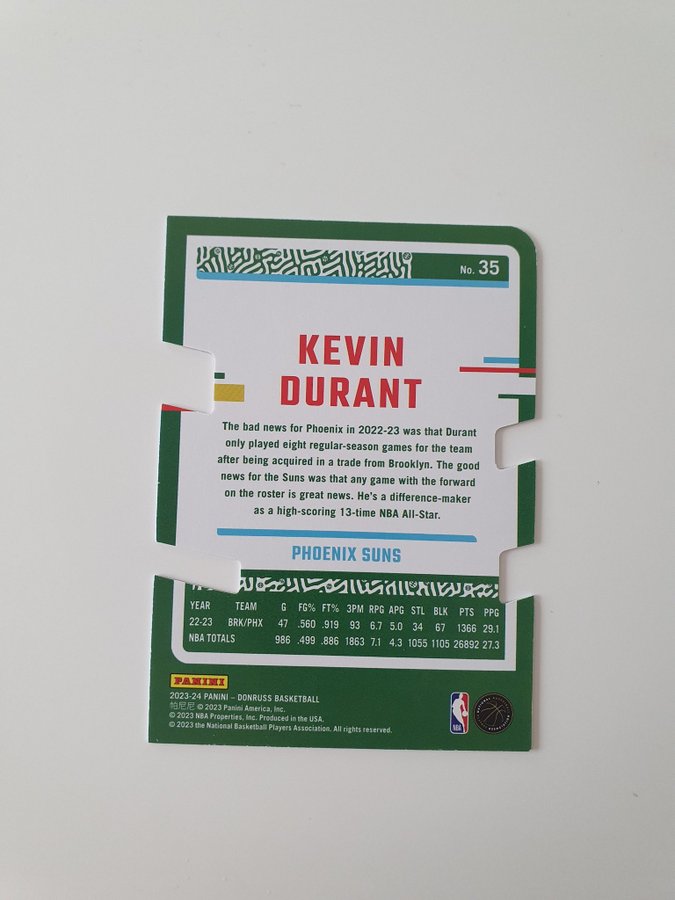 No. 35
KEVIN
DURANT
The bad news for Phoenix in 2022-23 was that Durant
only played eight regular-season games for the team
after being acquired in a trade from Brooklyn. The good
news for the Suns was that any game with the forward
on the roster is great news. He's a difference-maker
as a high-scoring 13-time NBA All-Star.
PHOENIX SUNS
YEAR TEAM G FG% FT% 3PM RPG APG STL BLK PTS PPG
22-23 BRK/PHX 47 .560 .919 93 6.7 5.0 34 67 1366 29.1
NBA TOTALS 986 .499 .886 1863 7.1 4.3 1055 1105 26892 27.3
PANINI
2023-24 PANINI – DONRUSS BASKETBALL
帕尼尼 © 2023 Panini America, Inc.
© 2023 NBA Properties, Inc. Produced in the USA.
© 2023 the National Basketball Players Association. All rights reserved.
NBA